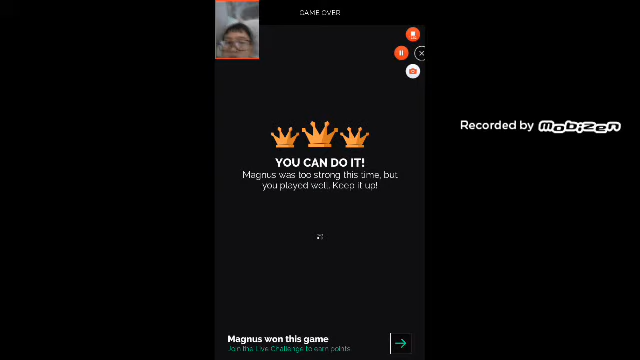 GAME OVER
Recorded by Mobizen
YOU CAN DO IT!
Magnus was too strong this time, but
you played well. Keep it up!
Magnus won this game
Join the Live Challenge to earn points